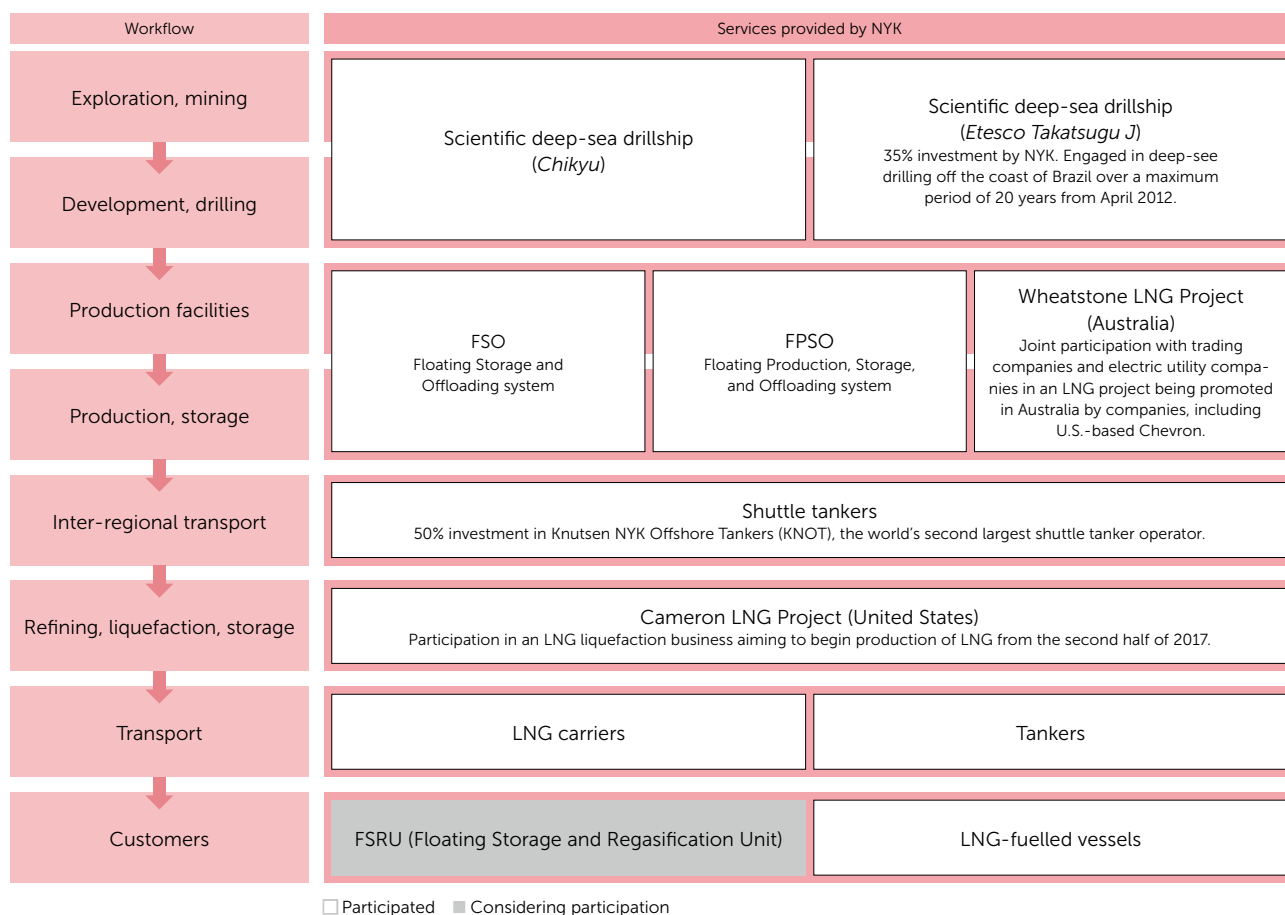 Workflow
Services provided by NYK
Exploration, mining
Development, drilling
Scientific deep-sea drillship
(Chikyu)
Scientific deep-sea drillship
(Etesco Takatsugu J)
35% investment by NYK. Engaged in deep-see
drilling off the coast of Brazil over a maximum
period of 20 years from April 2012.
Production facilities
Production, storage
FSO
Floating Storage and
Offloading system
FPSO
Floating Production, Storage,
and Offloading system
Wheatstone LNG Project
(Australia)
Joint participation with trading
companies and electric utility compa-
nies in an LNG project being promoted
in Australia by companies, including
U.S.-based Chevron.
Inter-regional transport
Shuttle tankers
50% investment in Knutsen NYK Offshore Tankers (KNOT), the world’s second largest shuttle tanker operator.
Refining, liquefaction, storage
Cameron LNG Project (United States)
Participation in an LNG liquefaction business aiming to begin production of LNG from the second half of 2017.
Transport
LNG carriers
Tankers
Customers
FSRU (Floating Storage and Regasification Unit)
LNG-fuelled vessels
Participated
Considering participation